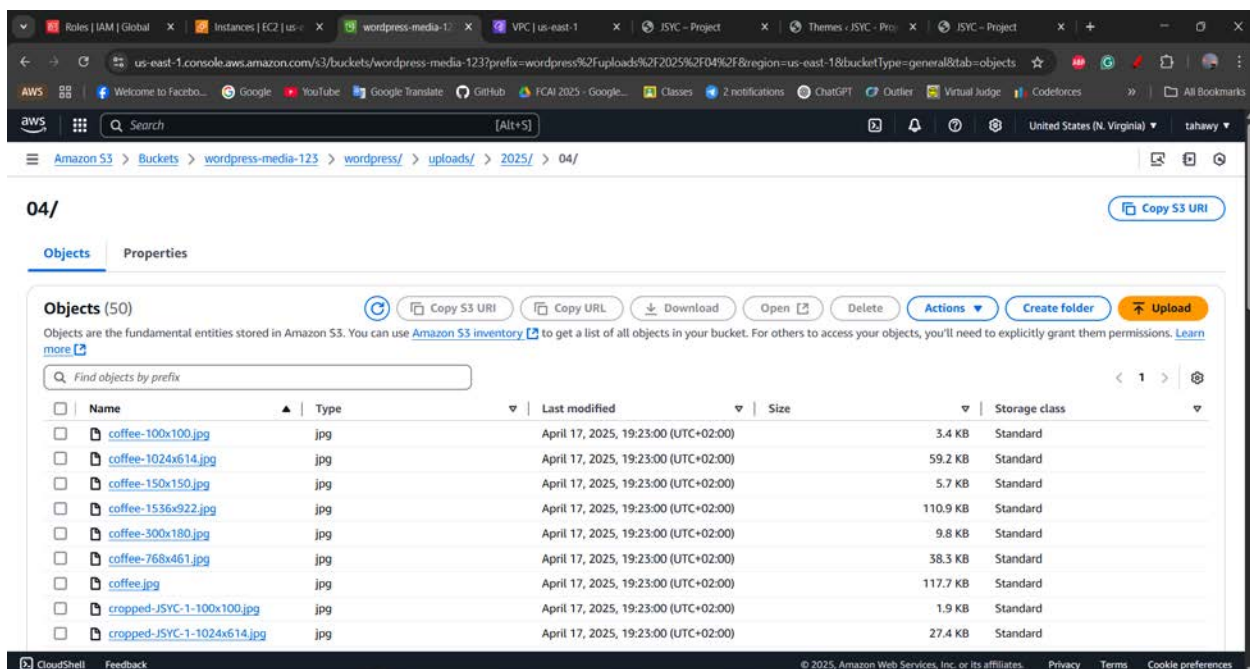 Roles | IAM | Global
Instances | EC2 | us-e
wordpress-media-12
VPC | us-east-1
JSYC – Project
Themes ‹ JSYC - Proj
JSYC – Project
us-east-1.console.aws.amazon.com/s3/buckets/wordpress-media-123?prefix=wordpress%2Fuploads%2F2025%2F04%2F&region=us-east-1&bucketType=general&tab=objects
AWS Welcome to Facebo... Google YouTube Google Translate GitHub FCAI 2025 - Google... Classes 2 notifications ChatGPT Outlier Virtual Judge Codeforces » All Bookmarks
aws Search [Alt+S] United States (N. Virginia) ▼ tahawy ▼
Amazon S3 > Buckets > wordpress-media-123 > wordpress/ > uploads/ > 2025/ > 04/
04/
Copy S3 URI
Objects Properties
Objects (50) Copy S3 URI Copy URL Download Open Delete Actions ▼ Create folder Upload
Objects are the fundamental entities stored in Amazon S3. You can use Amazon S3 inventory to get a list of all objects in your bucket. For others to access your objects, you'll need to explicitly grant them permissions. Learn
more
Find objects by prefix < 1 >
Name ▲ Type Last modified Size Storage class
coffee-100x100.jpg jpg April 17, 2025, 19:23:00 (UTC+02:00) 3.4 KB Standard
coffee-1024x614.jpg jpg April 17, 2025, 19:23:00 (UTC+02:00) 59.2 KB Standard
coffee-150x150.jpg jpg April 17, 2025, 19:23:00 (UTC+02:00) 5.7 KB Standard
coffee-1536x922.jpg jpg April 17, 2025, 19:23:00 (UTC+02:00) 110.9 KB Standard
coffee-300x180.jpg jpg April 17, 2025, 19:23:00 (UTC+02:00) 9.8 KB Standard
coffee-768x461.jpg jpg April 17, 2025, 19:23:00 (UTC+02:00) 38.3 KB Standard
coffee.jpg jpg April 17, 2025, 19:23:00 (UTC+02:00) 117.7 KB Standard
cropped-JSYC-1-100x100.jpg jpg April 17, 2025, 19:23:00 (UTC+02:00) 1.9 KB Standard
cropped-JSYC-1-1024x614.jpg jpg April 17, 2025, 19:23:00 (UTC+02:00) 27.4 KB Standard
CloudShell Feedback © 2025, Amazon Web Services, Inc. or its affiliates. Privacy Terms Cookie preferences